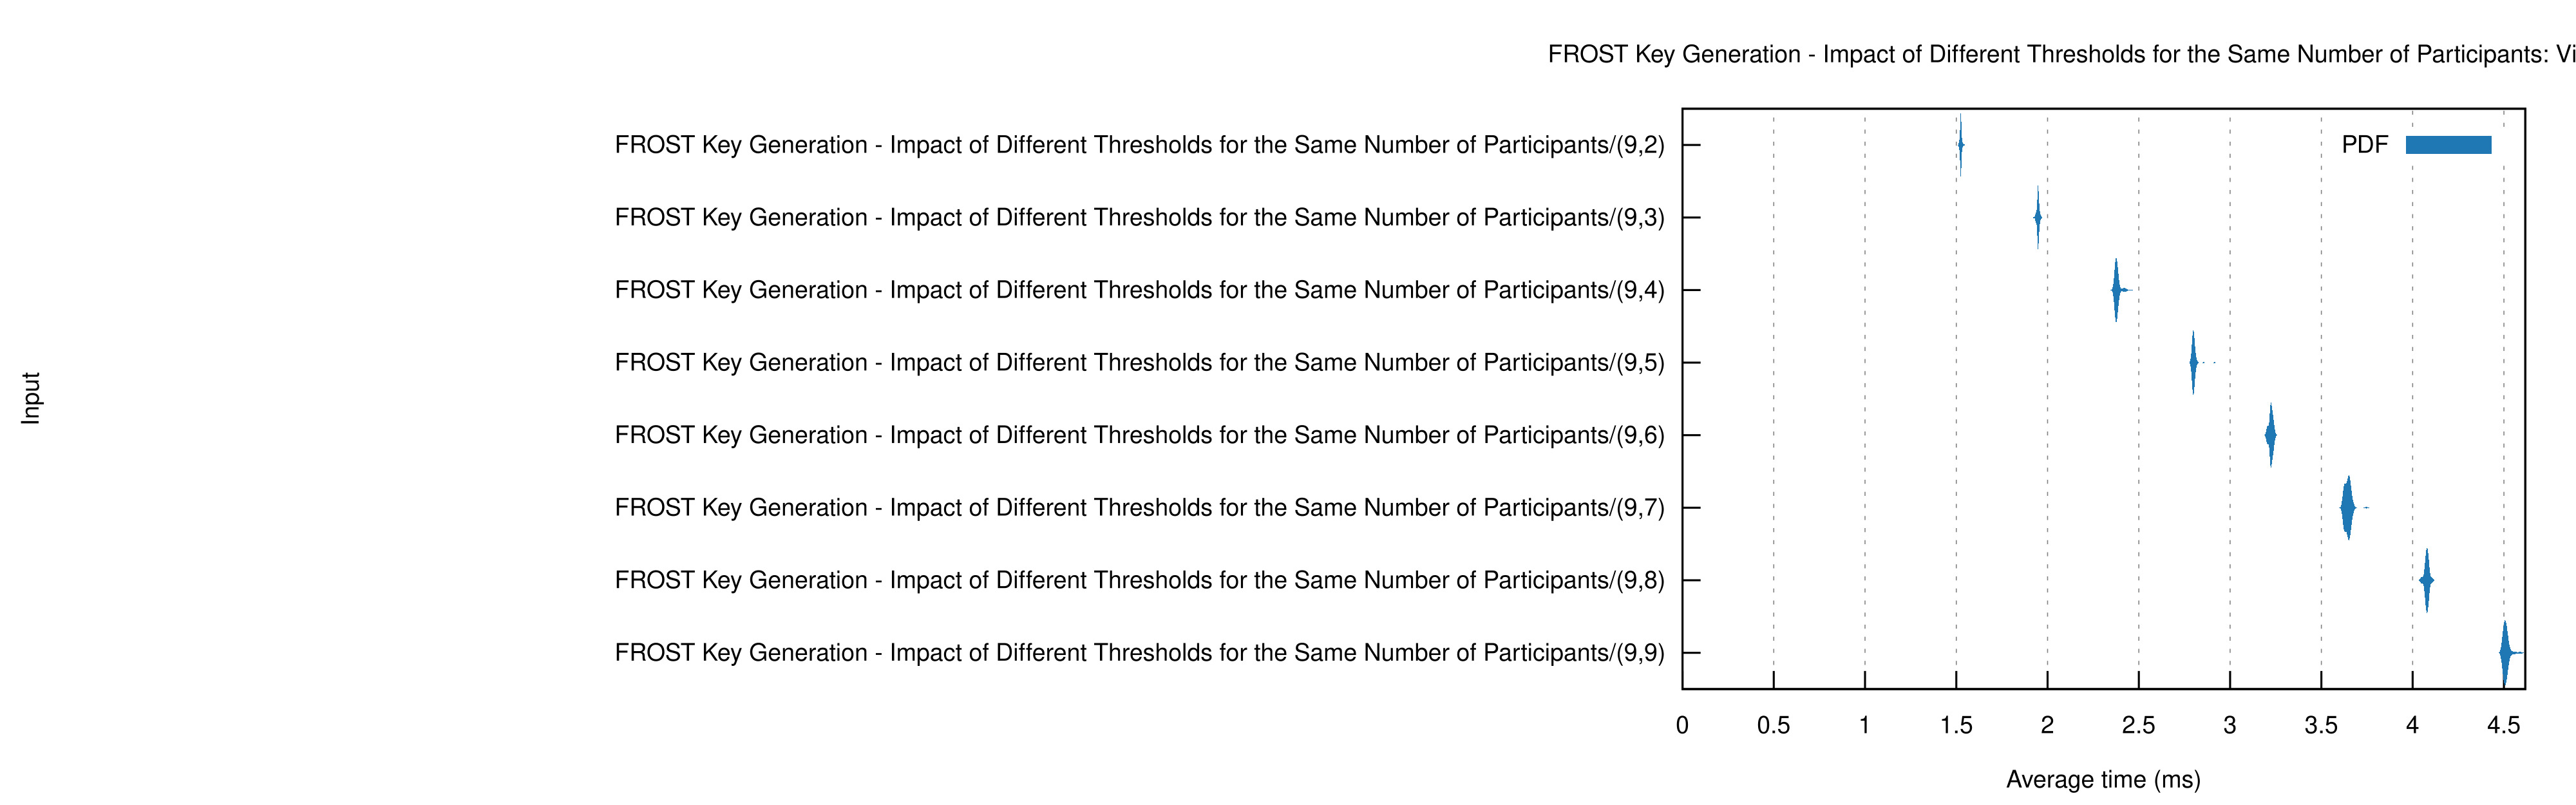 FROST Key Generation - Impact of Different Thresholds for the Same Number of Participants: Vi
FROST Key Generation - Impact of Different Thresholds for the Same Number of Participants/(9,2)
PDF
FROST Key Generation - Impact of Different Thresholds for the Same Number of Participants/(9,3)
FROST Key Generation - Impact of Different Thresholds for the Same Number of Participants/(9,4)
FROST Key Generation - Impact of Different Thresholds for the Same Number of Participants/(9,5)
Input
FROST Key Generation - Impact of Different Thresholds for the Same Number of Participants/(9,6)
FROST Key Generation - Impact of Different Thresholds for the Same Number of Participants/(9,7)
FROST Key Generation - Impact of Different Thresholds for the Same Number of Participants/(9,8)
FROST Key Generation - Impact of Different Thresholds for the Same Number of Participants/(9,9)
0 0.5 1 1.5 2 2.5 3 3.5 4 4.5
Average time (ms)